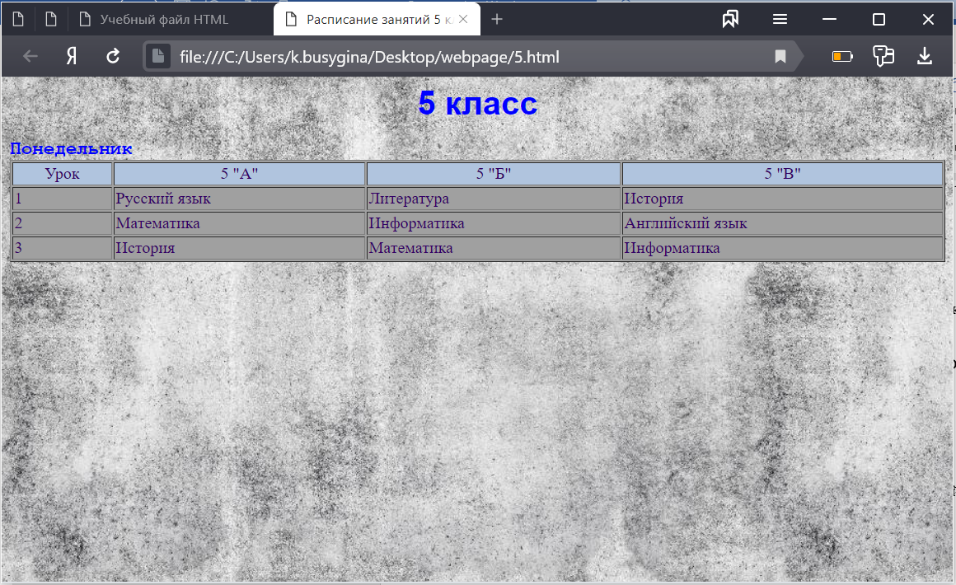 Учебный файл HTML
Расписание занятий 5 к
Я
file:///C:/Users/k.busygina/Desktop/webpage/5.html
5 класс
Понедельник
Урок 5 "А" 5 "Б" 5 "В"
1 Русский язык Литература История
2 Математика Информатика Английский язык
3 История Математика Информатика